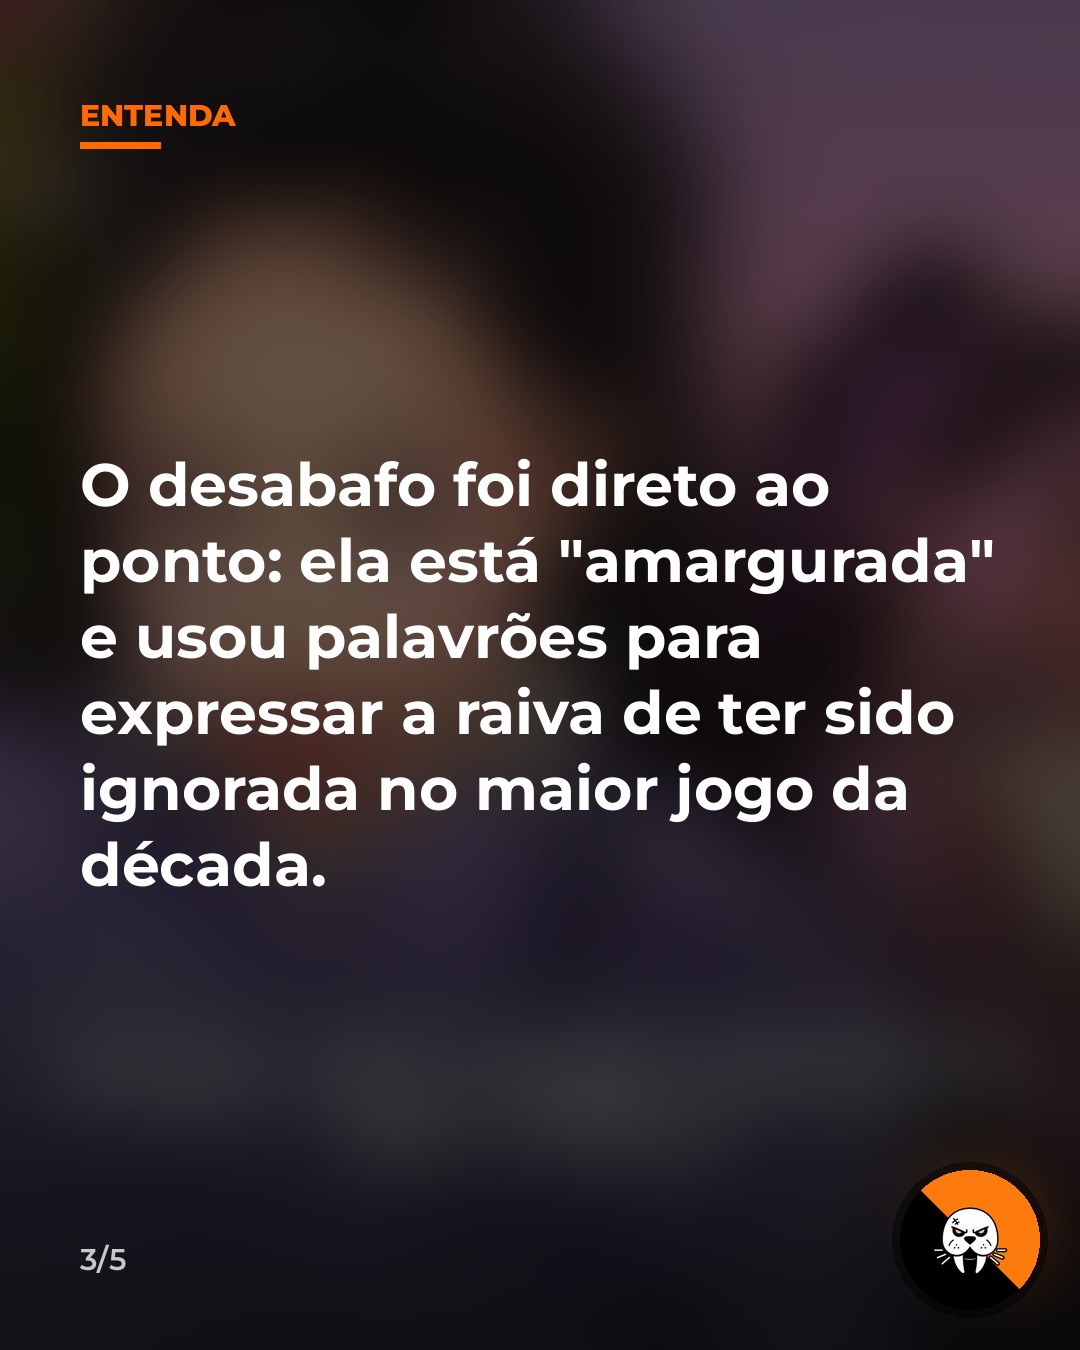 ENTENDA
O desabafo foi direto ao
ponto: ela está "amargurada"
e usou palavrões para
expressar a raiva de ter sido
ignorada no maior jogo da
década.
3/5